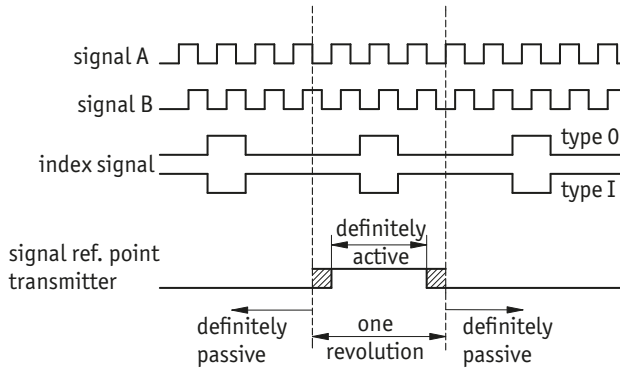 signal A
signal B
type 0
index signal
type I
definitely
active
signal ref. point
transmitter
definitely
passive
one
revolution
definitely
passive